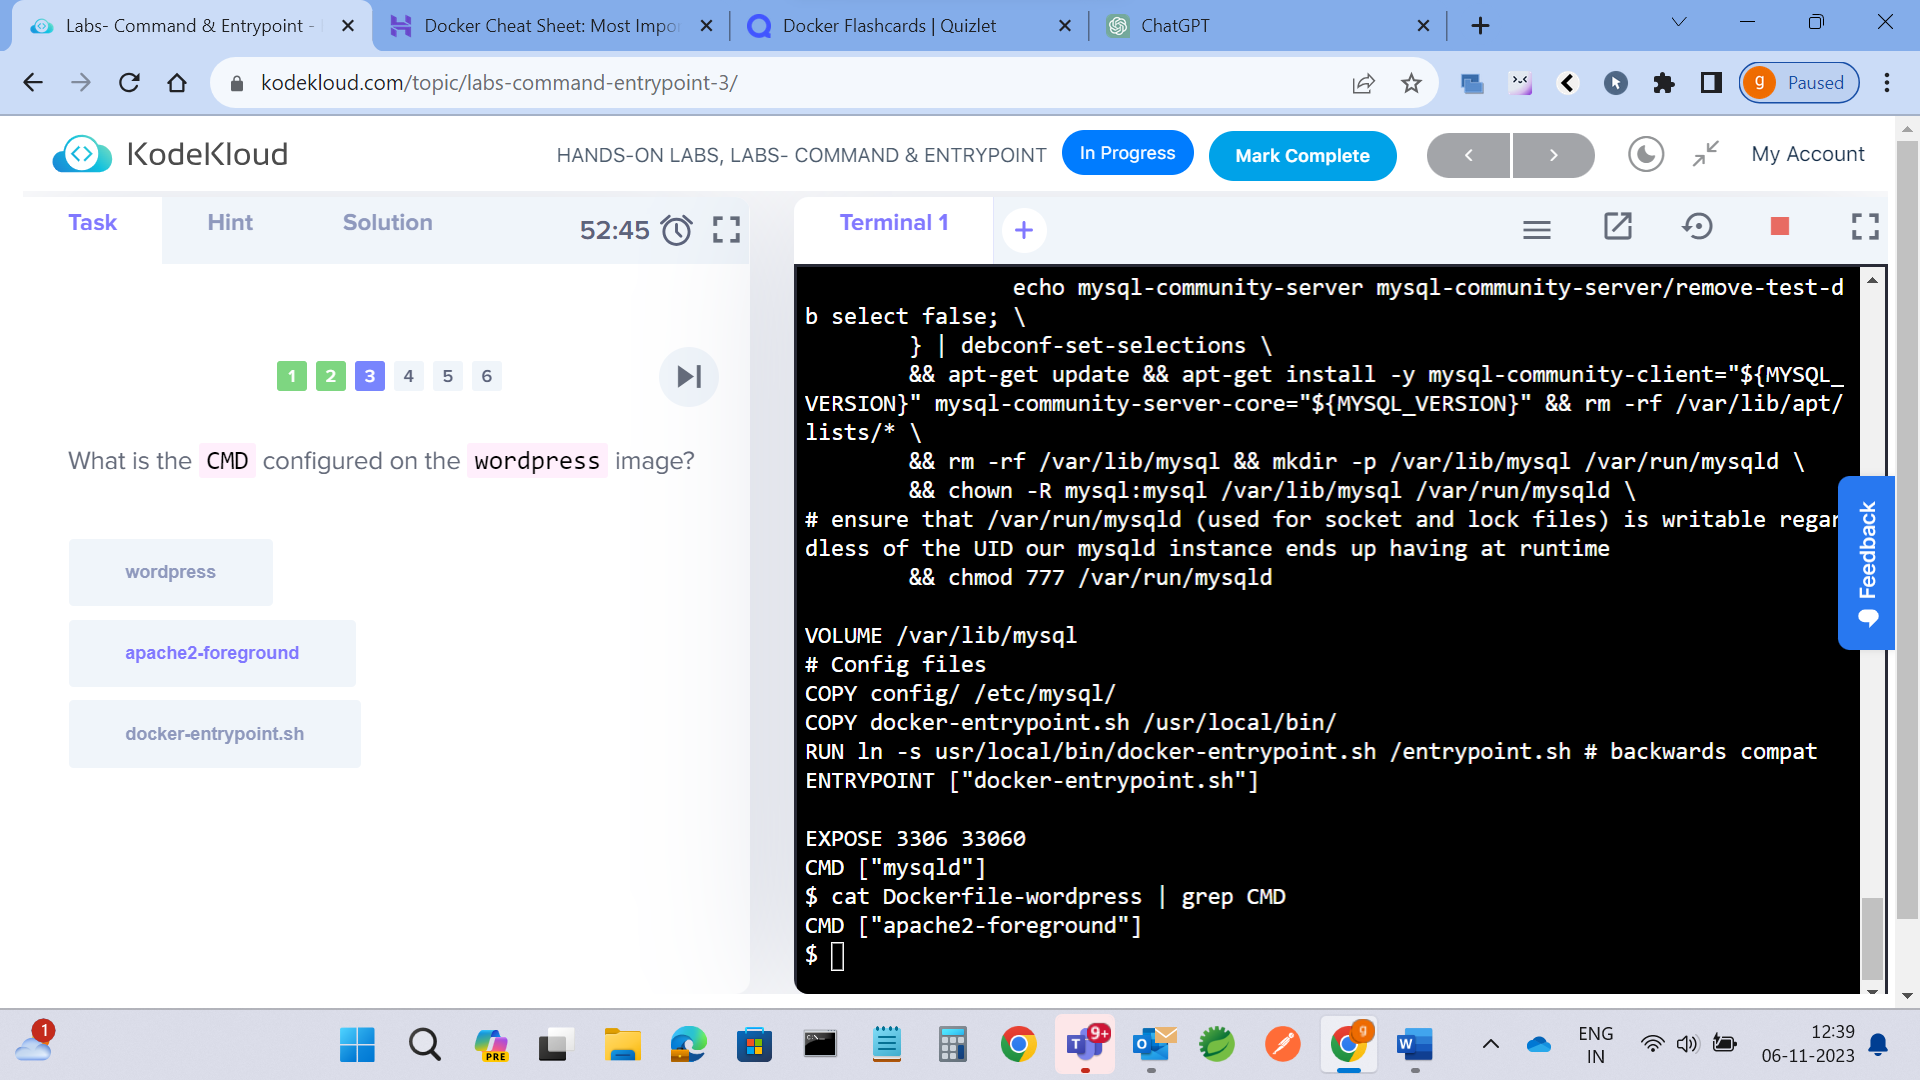 Labs- Command & Entrypoint -
Docker Cheat Sheet: Most Impo
Docker Flashcards | Quizlet
ChatGPT
kodekloud.com/topic/labs-command-entrypoint-3/
g Paused
KodeKloud
HANDS-ON LABS, LABS- COMMAND & ENTRYPOINT
In Progress
Mark Complete
My Account
Task
Hint
Solution
52:45
Terminal 1
1 2 3 4 5 6
What is the CMD configured on the wordpress image?
wordpress
apache2-foreground
docker-entrypoint.sh
echo mysql-community-server mysql-community-server/remove-test-d
b select false; \
} | debconf-set-selections \
&& apt-get update && apt-get install -y mysql-community-client="${MYSQL_
VERSION}" mysql-community-server-core="${MYSQL_VERSION}" && rm -rf /var/lib/apt/
lists/* \
&& rm -rf /var/lib/mysql && mkdir -p /var/lib/mysql /var/run/mysqld \
&& chown -R mysql:mysql /var/lib/mysql /var/run/mysqld \
# ensure that /var/run/mysqld (used for socket and lock files) is writable regar
dless of the UID our mysqld instance ends up having at runtime
&& chmod 777 /var/run/mysqld
VOLUME /var/lib/mysql
# Config files
COPY config/ /etc/mysql/
COPY docker-entrypoint.sh /usr/local/bin/
RUN ln -s usr/local/bin/docker-entrypoint.sh /entrypoint.sh # backwards compat
ENTRYPOINT ["docker-entrypoint.sh"]
EXPOSE 3306 33060
CMD ["mysqld"]
$ cat Dockerfile-wordpress | grep CMD
CMD ["apache2-foreground"]
$
Feedback
1
PRE
9+
g
ENG
IN
12:39
06-11-2023